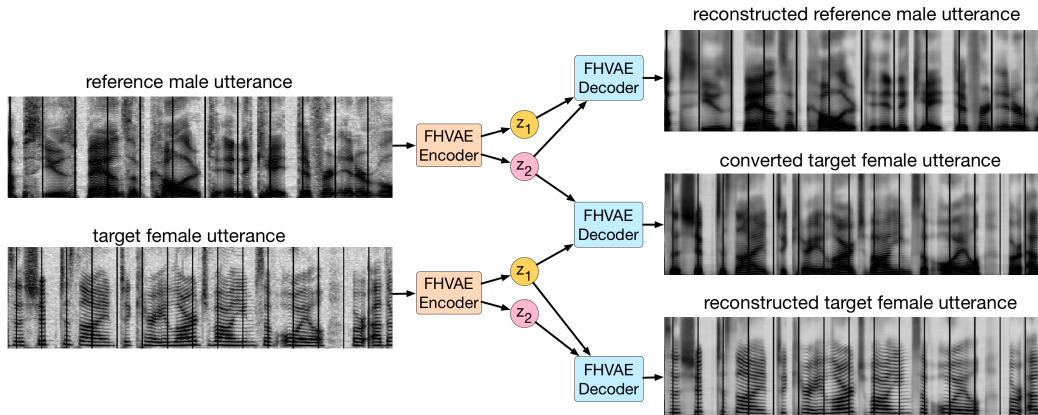 reconstructed reference male utterance
reference male utterance
FHVAE
Decoder
FHVAE
Encoder
z1
z2
converted target female utterance
target female utterance
FHVAE
Decoder
FHVAE
Encoder
z1
z2
reconstructed target female utterance
FHVAE
Decoder